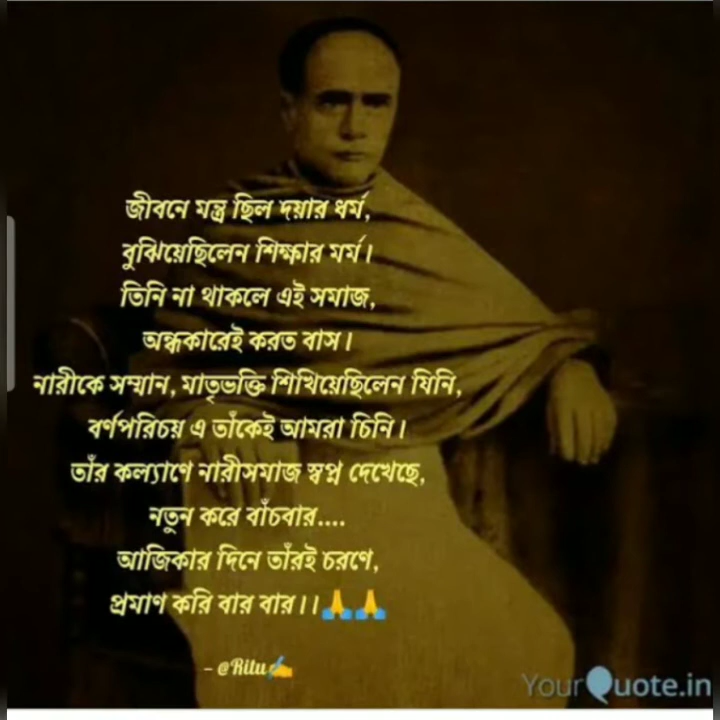 জীবনে মন্ত্র ছিল দয়ার ধর্ম,
বুঝিয়েছিলেন শিক্ষার মর্ম।
তিনি না থাকলে এই সমাজ,
অন্ধকারেই করত বাস।
নারীকে সম্মান, মাতৃভক্তি শিখিয়েছিলেন যিনি,
বর্ণপরিচয় এ তাঁকেই আমরা চিনি।
তাঁর কল্যাণে নারীসমাজ স্বপ্ন দেখেছে,
নতুন করে বাঁচবার....
আজিকার দিনে তাঁরই চরণে,
প্রমাণ করি বার বার।।🙏🙏
- @Ritu✍️
YourQuote.in